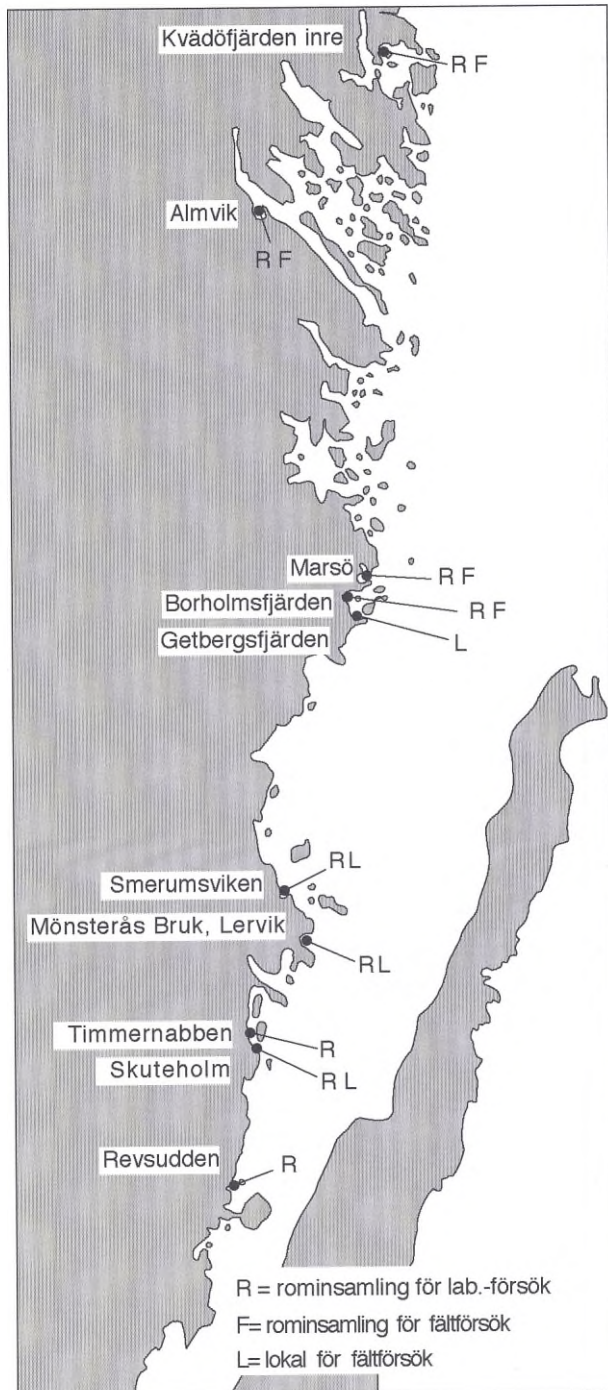 Kvädöfjärden inre
R F
Almvik
R F
Marsö
R F
Borholmsfjärden
R F
Getbergsfjärden
L
Smerumsviken
R L
Mönsterås Bruk, Lervik
R L
Timmernabben
R
Skuteholm
R L
Revsudden
R
R = rominsamling för lab.-försök
F= rominsamling för fältförsök
L= lokal för fältförsök